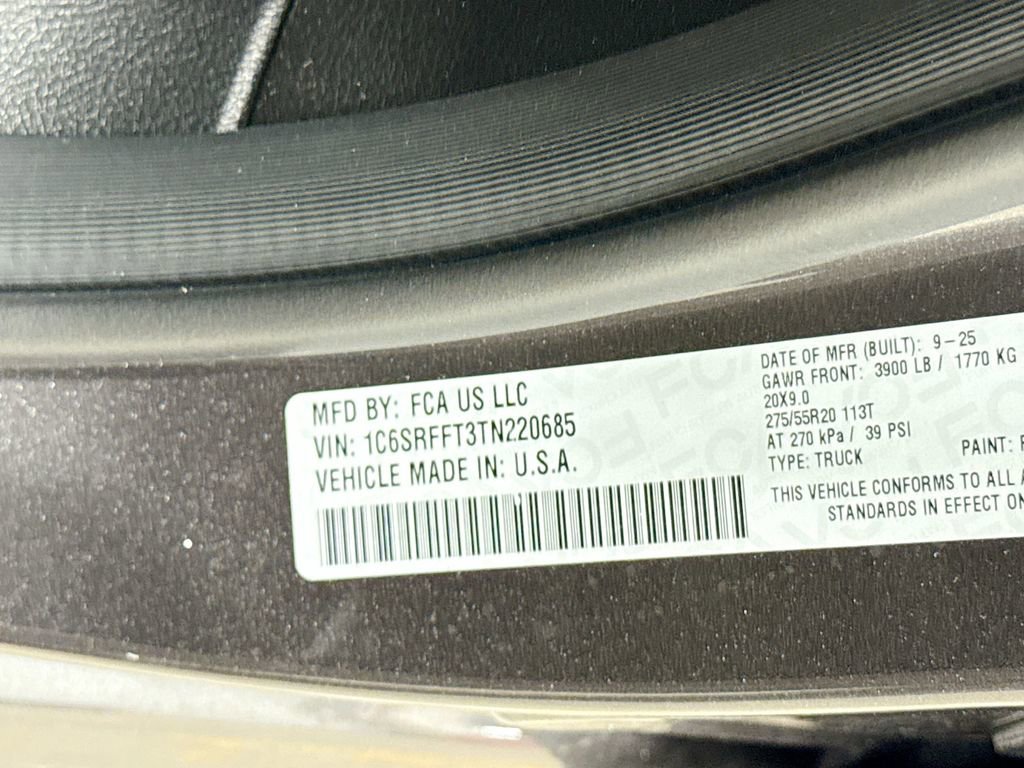 MFD BY: FCA US LLC
VIN: 1C6SRFFT3TN220685
VEHICLE MADE IN: U.S.A.
DATE OF MFR (BUILT): 9-25
GAWR FRONT: 3900 LB / 1770 KG
20X9.0
275/55R20 113T
AT 270 kPa / 39 PSI
TYPE: TRUCK
PAINT:
THIS VEHICLE CONFORMS TO ALL
STANDARDS IN EFFECT ON